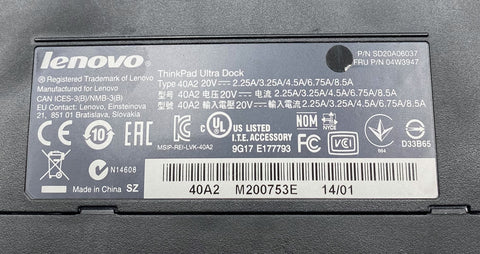 lenovo
® Registered Trademark of Lenovo
Manufactured for Lenovo
CAN ICES-3(B)/NMB-3(B)
EU Contact: Lenovo, Einsteinova
21, 851 01 Bratislava, Slovakia
ThinkPad Ultra Dock
Type 40A2 20V⎓ 2.25A/3.25A/4.5A/6.75A/8.5A
型号 40A2 电压 20V⎓ 电流 2.25A/3.25A/4.5A/6.75A/8.5A
型號 40A2 輸入電壓 20V⎓ 輸入電流 2.25A/3.25A/4.5A/6.75A/8.5A
P/N SD20A06037
FRU P/N 04W3947
10
MSIP-REI-LVK-40A2
c UL US LISTED
I.T.E. ACCESS.
9G17 E177793
NOM
NYCE
FC
VCI
D33B65
N14608
Made in China SZ
40A2 M200753E 14/01